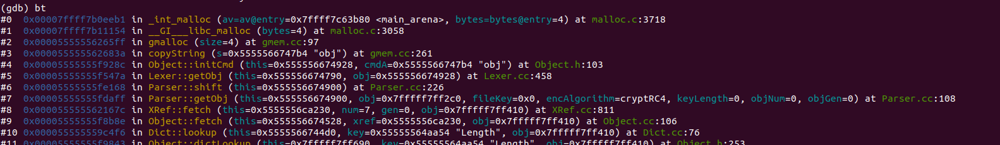 (gdb) bt
#0  0x00007ffff7b0eeb1 in _int_malloc (av=av@entry=0x7ffff7c63b80 <main_arena>, bytes=bytes@entry=4) at malloc.c:3718
#1  0x00007ffff7b11154 in __GI___libc_malloc (bytes=4) at malloc.c:3058
#2  0x00005555556265ff in gmalloc (size=4) at gmem.cc:97
#3  0x000055555562683a in copyString (s=0x5555566747b4 "obj") at gmem.cc:261
#4  0x00005555555f928c in Object::initCmd (this=0x555556674928, cmdA=0x5555566747b4 "obj") at Object.h:103
#5  0x00005555555f547a in Lexer::getObj (this=0x555556674790, obj=0x555556674928) at Lexer.cc:458
#6  0x00005555555fe168 in Parser::shift (this=0x555556674900) at Parser.cc:226
#7  0x00005555555fdaff in Parser::getObj (this=0x555556674900, obj=0x7fffff7ff2c0, fileKey=0x0, encAlgorithm=cryptRC4, keyLength=0, objNum=0, objGen=0) at Parser.cc:108
#8  0x000055555562167c in XRef::fetch (this=0x5555556ca230, num=7, gen=0, obj=0x7fffff7ff410) at XRef.cc:811
#9  0x00005555555f8b8e in Object::fetch (this=0x555556674528, xref=0x5555556ca230, obj=0x7fffff7ff410) at Object.cc:106
#10 0x000055555559c4f6 in Dict::lookup (this=0x5555566744d0, key=0x55555564aa54 "Length", obj=0x7fffff7ff410) at Dict.cc:76
#11 0x00005555555f9843 in Object::dictLookup (this=0x7fffff7ff690, key=0x55555564aa54 "Length", obj=0x7fffff7ff410) at Object.h:253